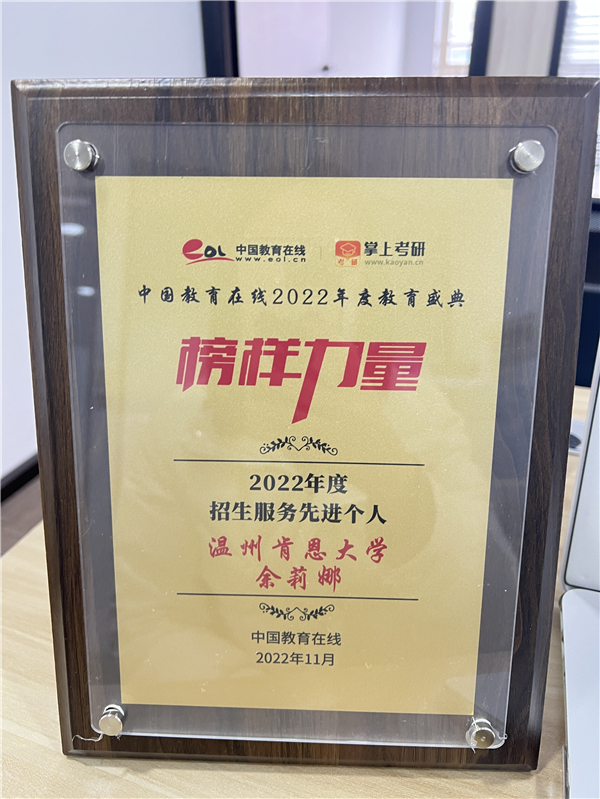 eoL 中国教育在线 掌上考研
www.eol.cn 考研 www.kaoyan.cn
中国教育在线2022年度教育盛典
榜样力量
2022年度
招生服务先进个人
温州肯恩大学
余莉娜
中国教育在线
2022年11月